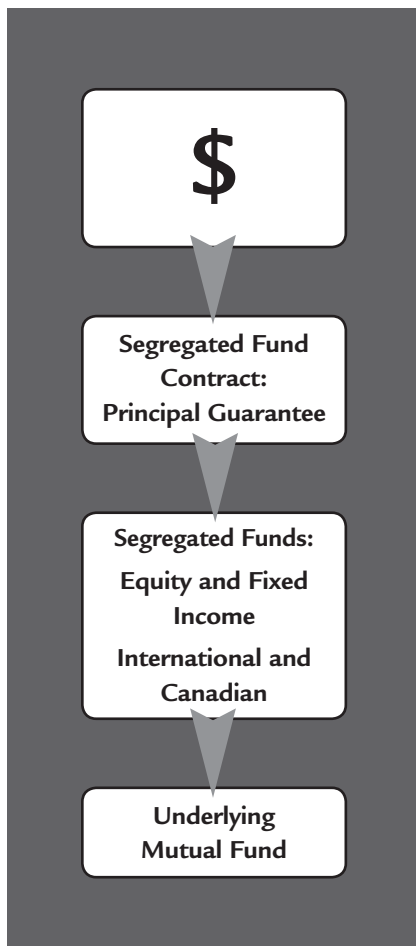 $
Segregated Fund
Contract:
Principal Guarantee
Segregated Funds:
Equity and Fixed
Income
International and
Canadian
Underlying
Mutual Fund